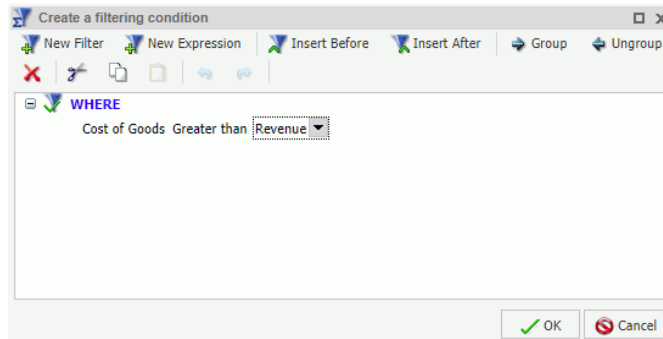 Create a filtering condition
New Filter New Expression Insert Before Insert After Group Ungroup
WHERE
Cost of Goods Greater than Revenue
OK Cancel